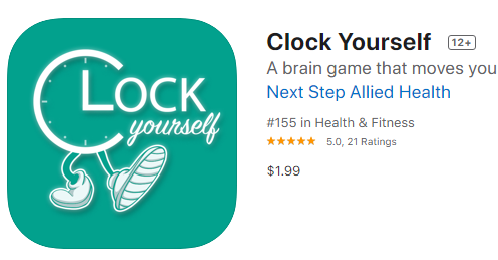 CLOCK
yourself
Clock Yourself 12+
A brain game that moves you
Next Step Allied Health
#155 in Health & Fitness
★★★★★ 5.0, 21 Ratings
$1.99